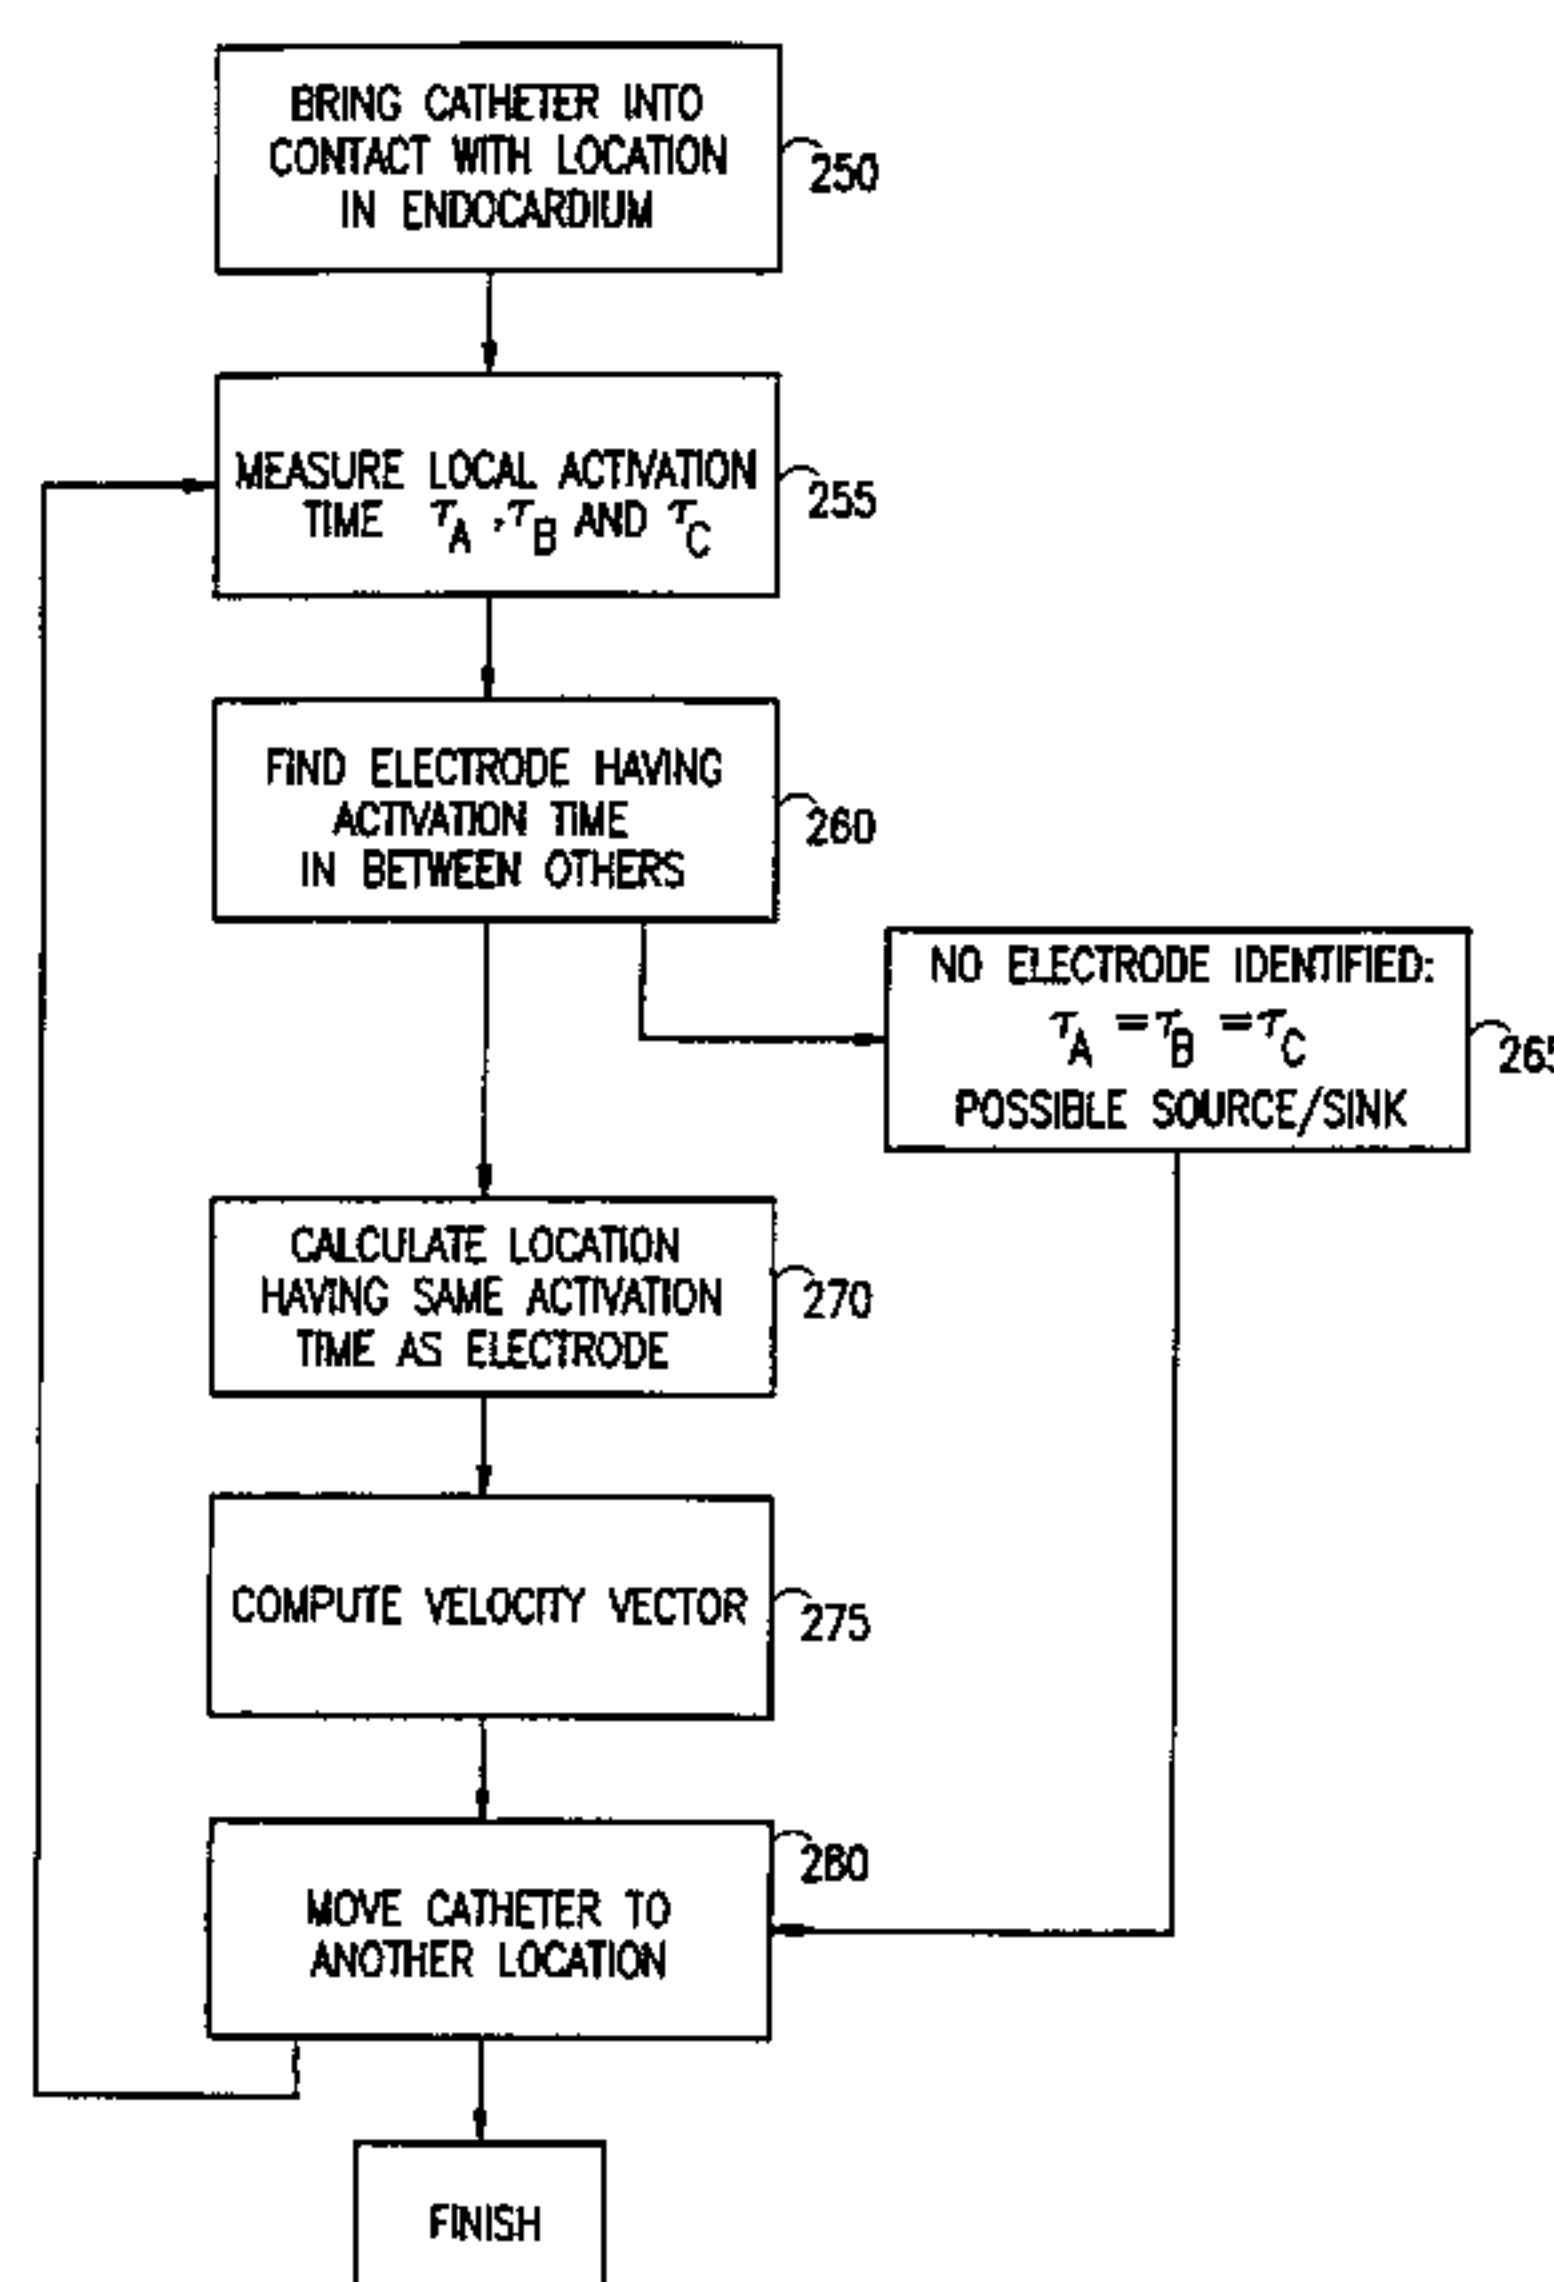 BRING CATHETER INTO
CONTACT WITH LOCATION
IN ENDOCARDIUM
250
MEASURE LOCAL ACTIVATION
TIME τA , τB AND τC
255
FIND ELECTRODE HAVING
ACTIVATION TIME
IN BETWEEN OTHERS
260
NO ELECTRODE IDENTIFIED:
τA = τB = τC
POSSIBLE SOURCE/SINK
265
CALCULATE LOCATION
HAVING SAME ACTIVATION
TIME AS ELECTRODE
270
COMPUTE VELOCITY VECTOR
275
280
MOVE CATHETER TO
ANOTHER LOCATION
FINISH